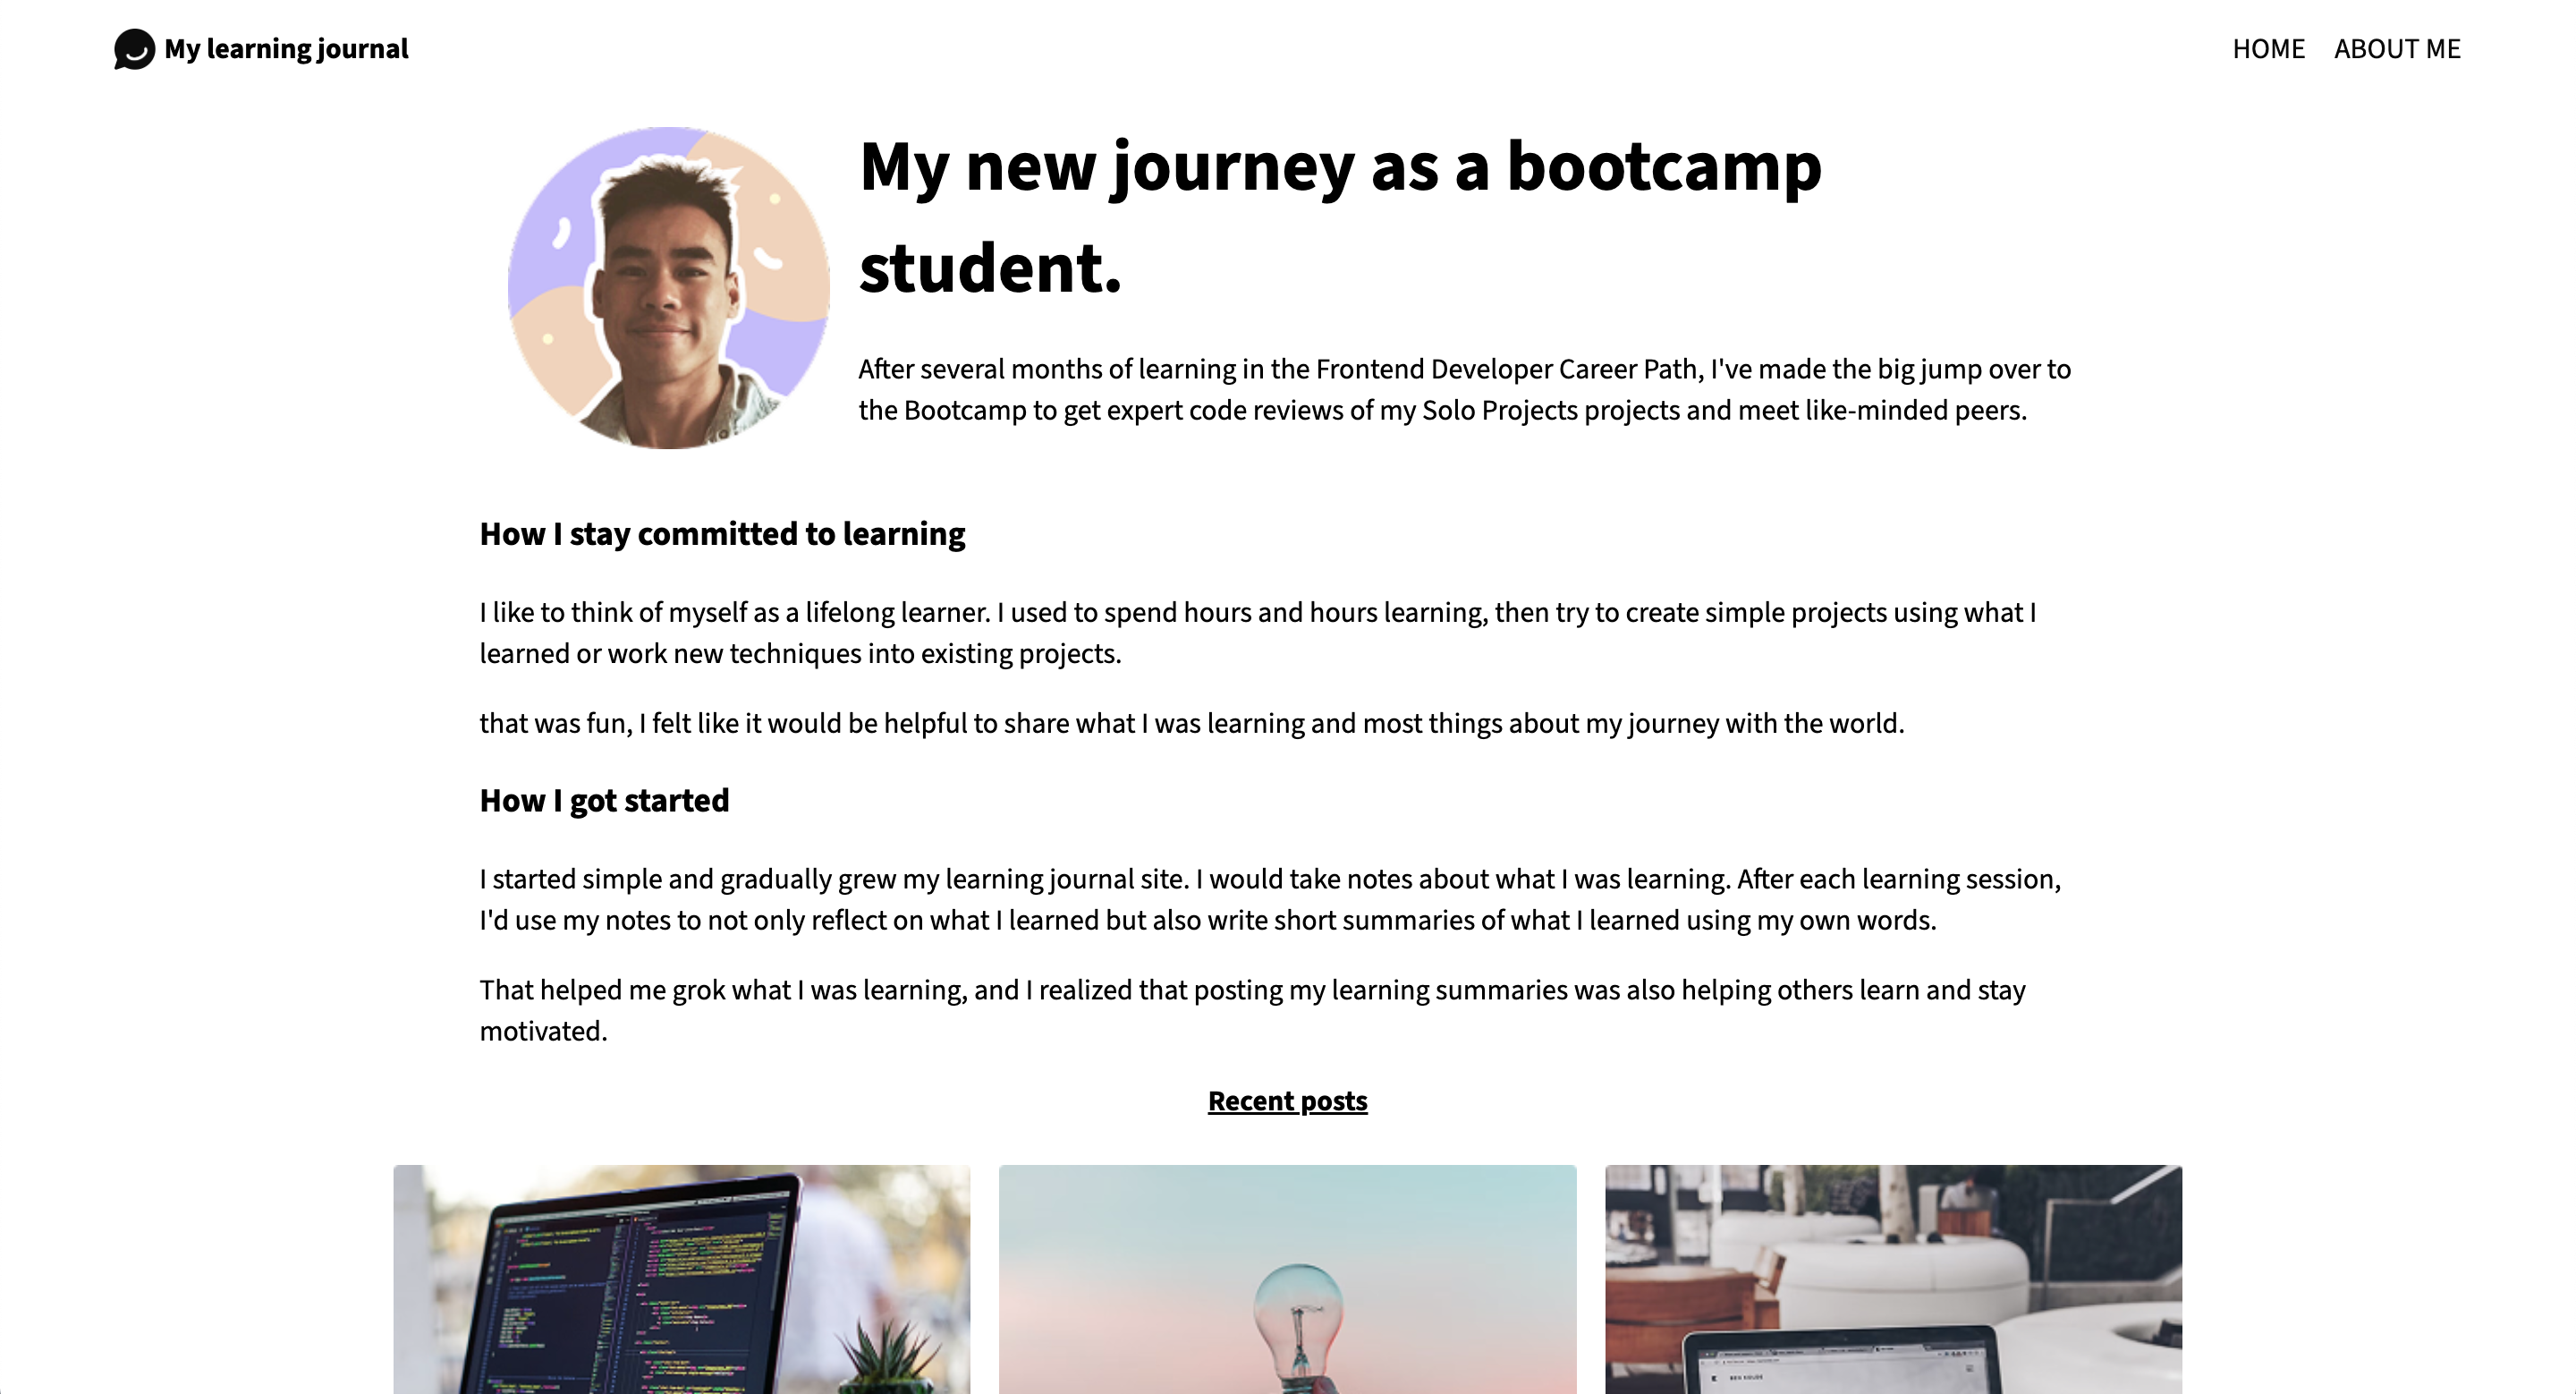 My learning journal
HOME ABOUT ME
My new journey as a bootcamp
student.
After several months of learning in the Frontend Developer Career Path, I've made the big jump over to
the Bootcamp to get expert code reviews of my Solo Projects projects and meet like-minded peers.
How I stay committed to learning
I like to think of myself as a lifelong learner. I used to spend hours and hours learning, then try to create simple projects using what I
learned or work new techniques into existing projects.
that was fun, I felt like it would be helpful to share what I was learning and most things about my journey with the world.
How I got started
I started simple and gradually grew my learning journal site. I would take notes about what I was learning. After each learning session,
I'd use my notes to not only reflect on what I learned but also write short summaries of what I learned using my own words.
That helped me grok what I was learning, and I realized that posting my learning summaries was also helping others learn and stay
motivated.
Recent posts